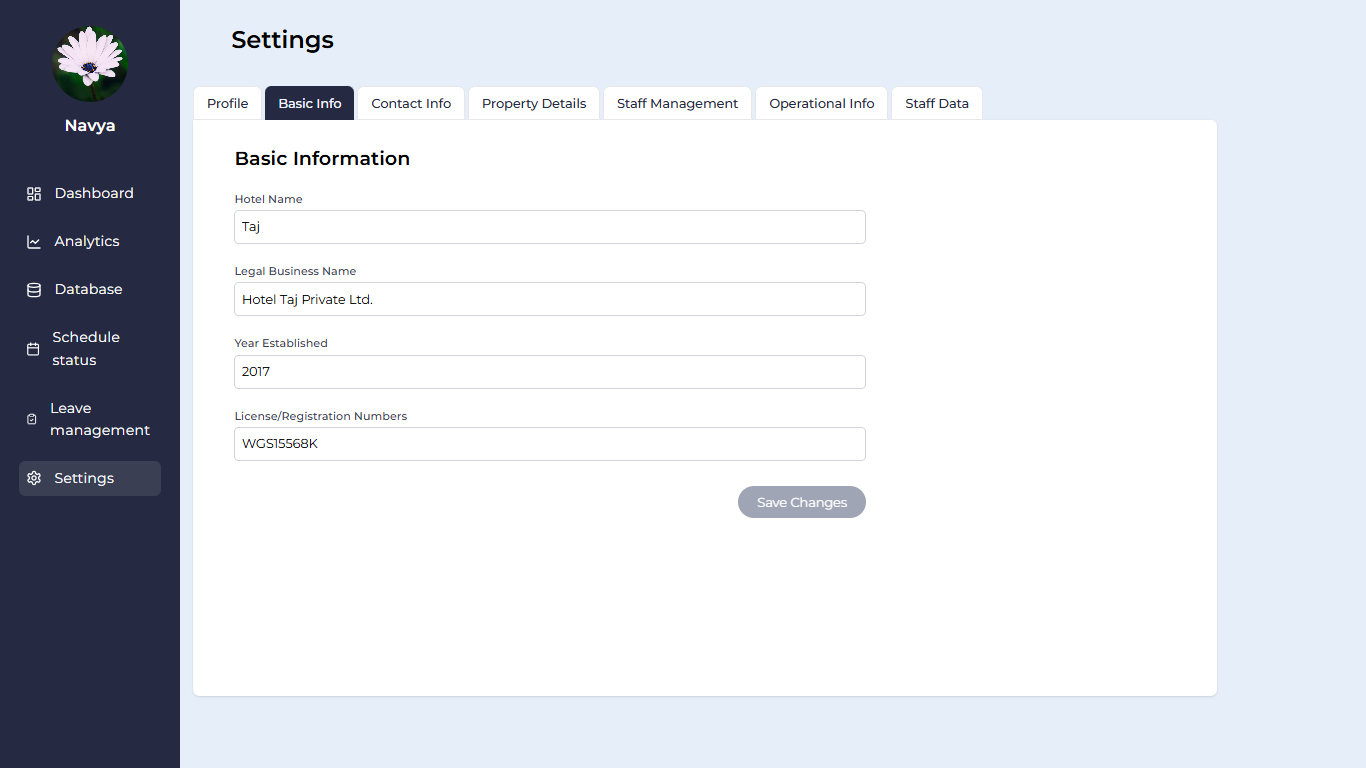 Navya
Dashboard
Analytics
Database
Schedule
status
Leave
management
Settings
Settings
Profile Basic Info Contact Info Property Details Staff Management Operational Info Staff Data
Basic Information
Hotel Name
Taj
Legal Business Name
Hotel Taj Private Ltd.
Year Established
2017
License/Registration Numbers
WGS15568K
Save Changes